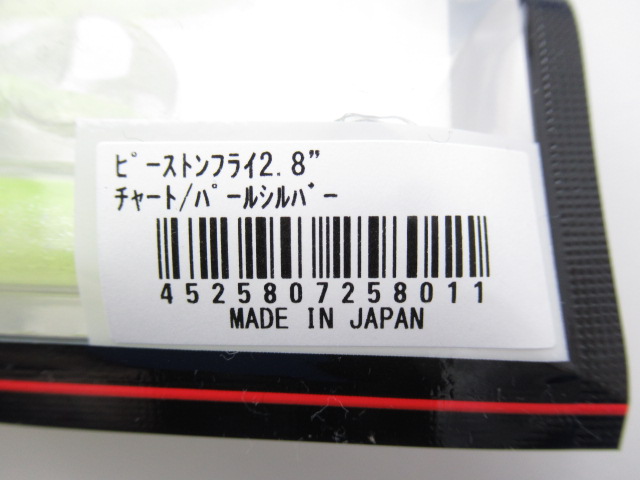 ピーストンフライ2.8”
チャート/パールシルバー
4525807258011
MADE IN JAPAN